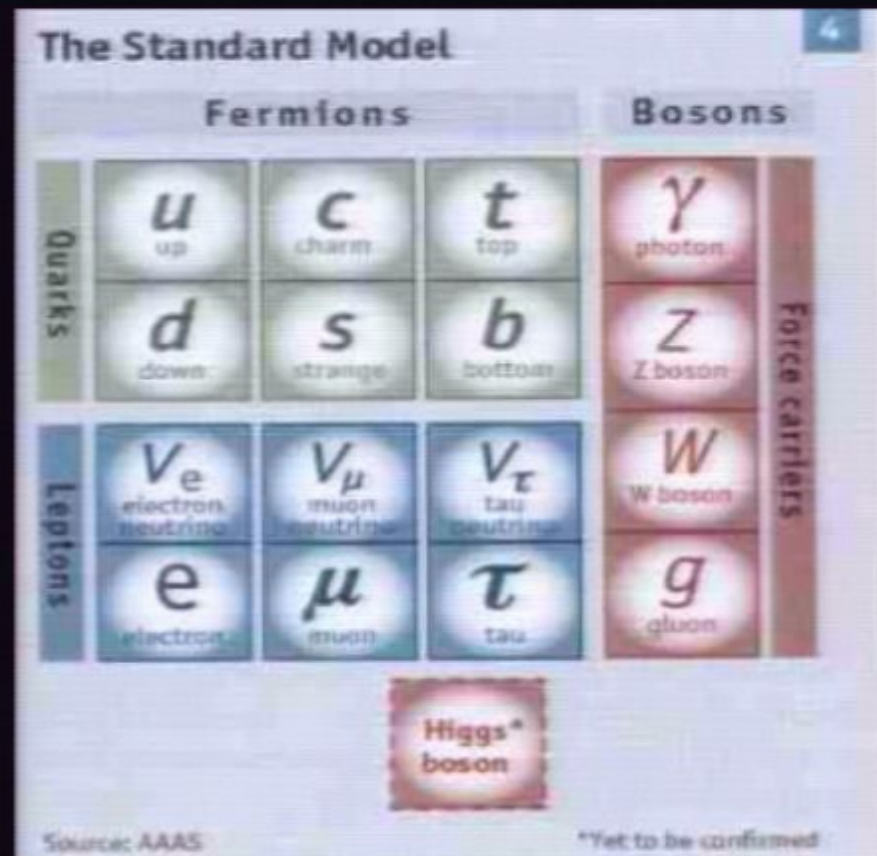 The Standard Model
4
Fermions
Bosons
Quarks
u
up
c
charm
t
top
d
down
s
strange
b
bottom
Leptons
Ve
electron
neutrino
Vμ
muon
neutrino
Vτ
tau
neutrino
e
electron
μ
muon
τ
tau
γ
photon
Z
Z boson
W
W boson
g
gluon
Force carriers
Higgs*
boson
Source: AAAS
*Yet to be confirmed